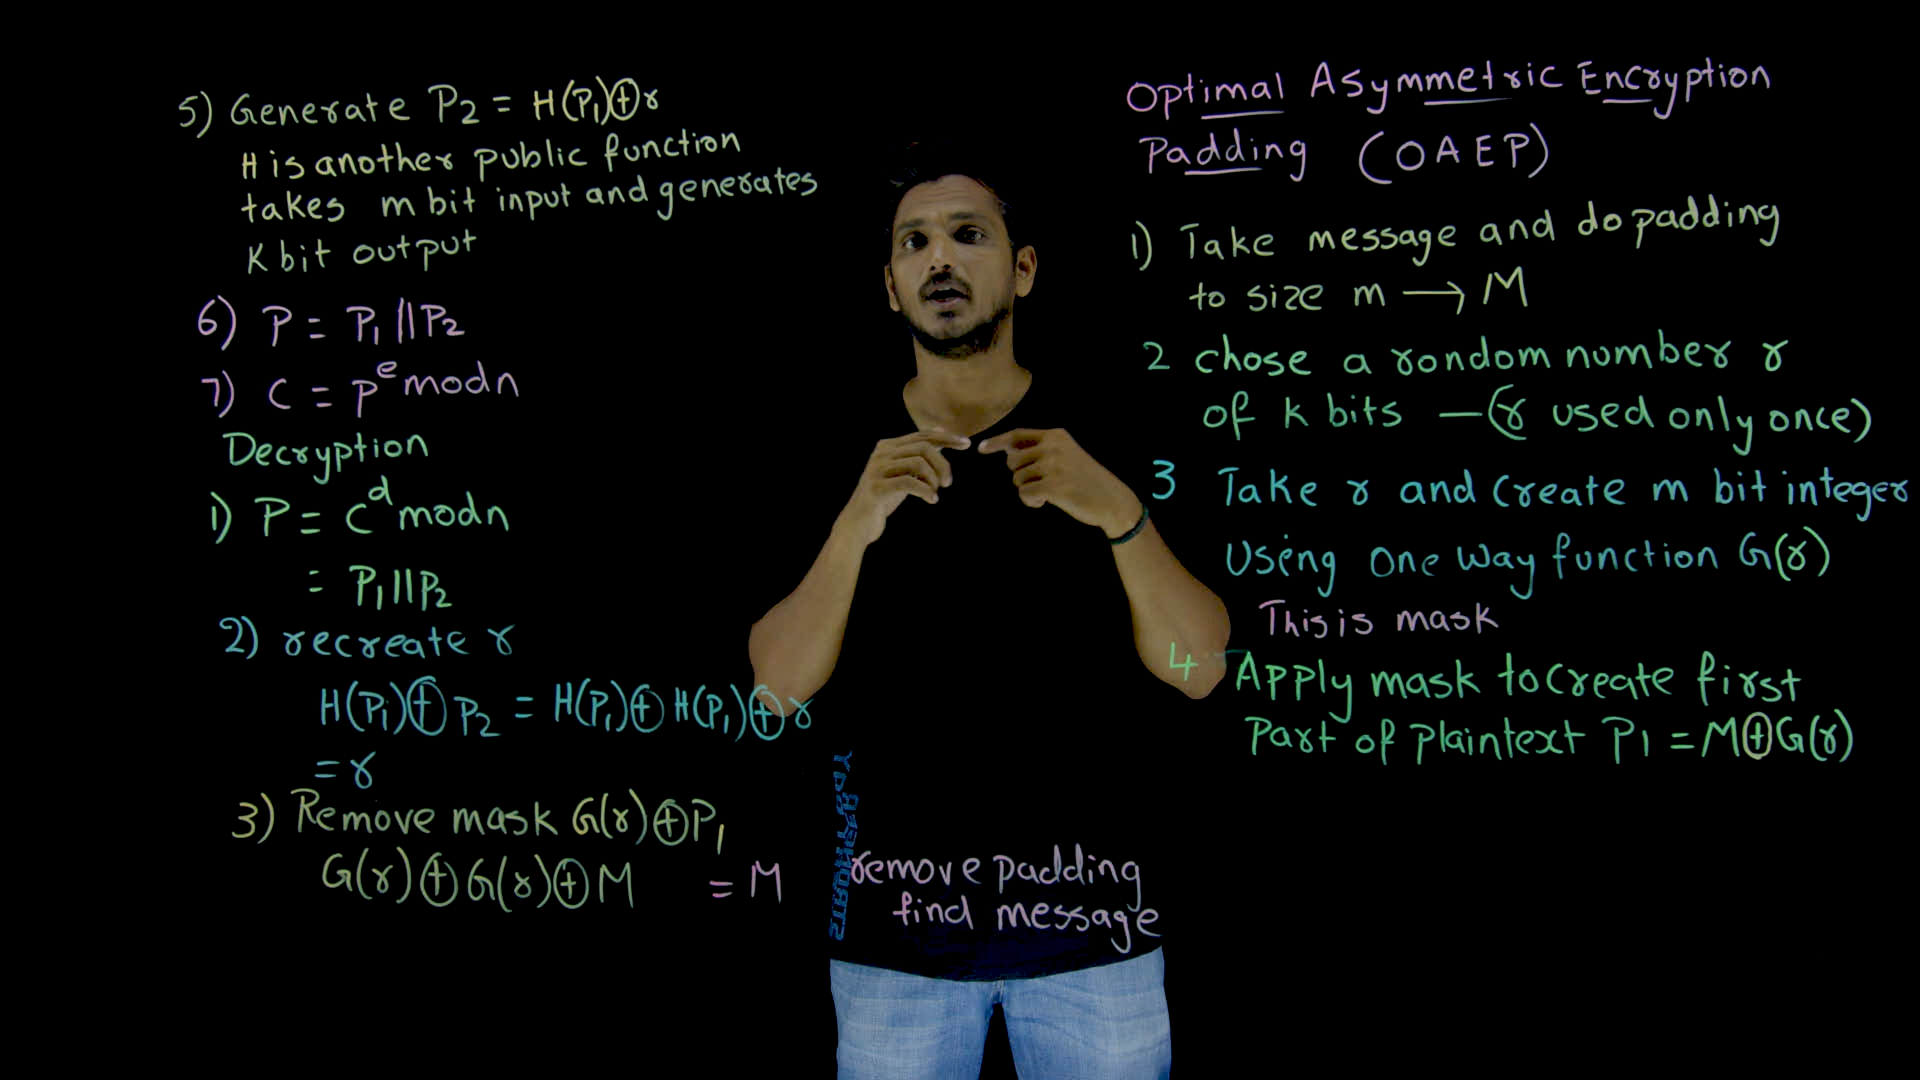 Optimal Asymmetric Encryption
Padding (OAEP)
1) Take message and do padding
to size m → M
2 chose a rondom number r
of k bits — (r used only once)
3 Take r and create m bit integer
Using One Way function G(r)
This is mask
4 Apply mask to create first
Part of plaintext P1 = M⊕G(r)
5) Generate P2 = H(P1)⊕r
H is another public function
takes m bit input and generates
K bit output
6) P = P1 || P2
7) C = P^e mod n
Decryption
1) P = C^d mod n
= P1 || P2
2) recreate r
H(P1)⊕P2 = H(P1)⊕H(P1)⊕r
= r
3) Remove mask G(r)⊕P1
G(r)⊕G(r)⊕M = M remove padding
find message